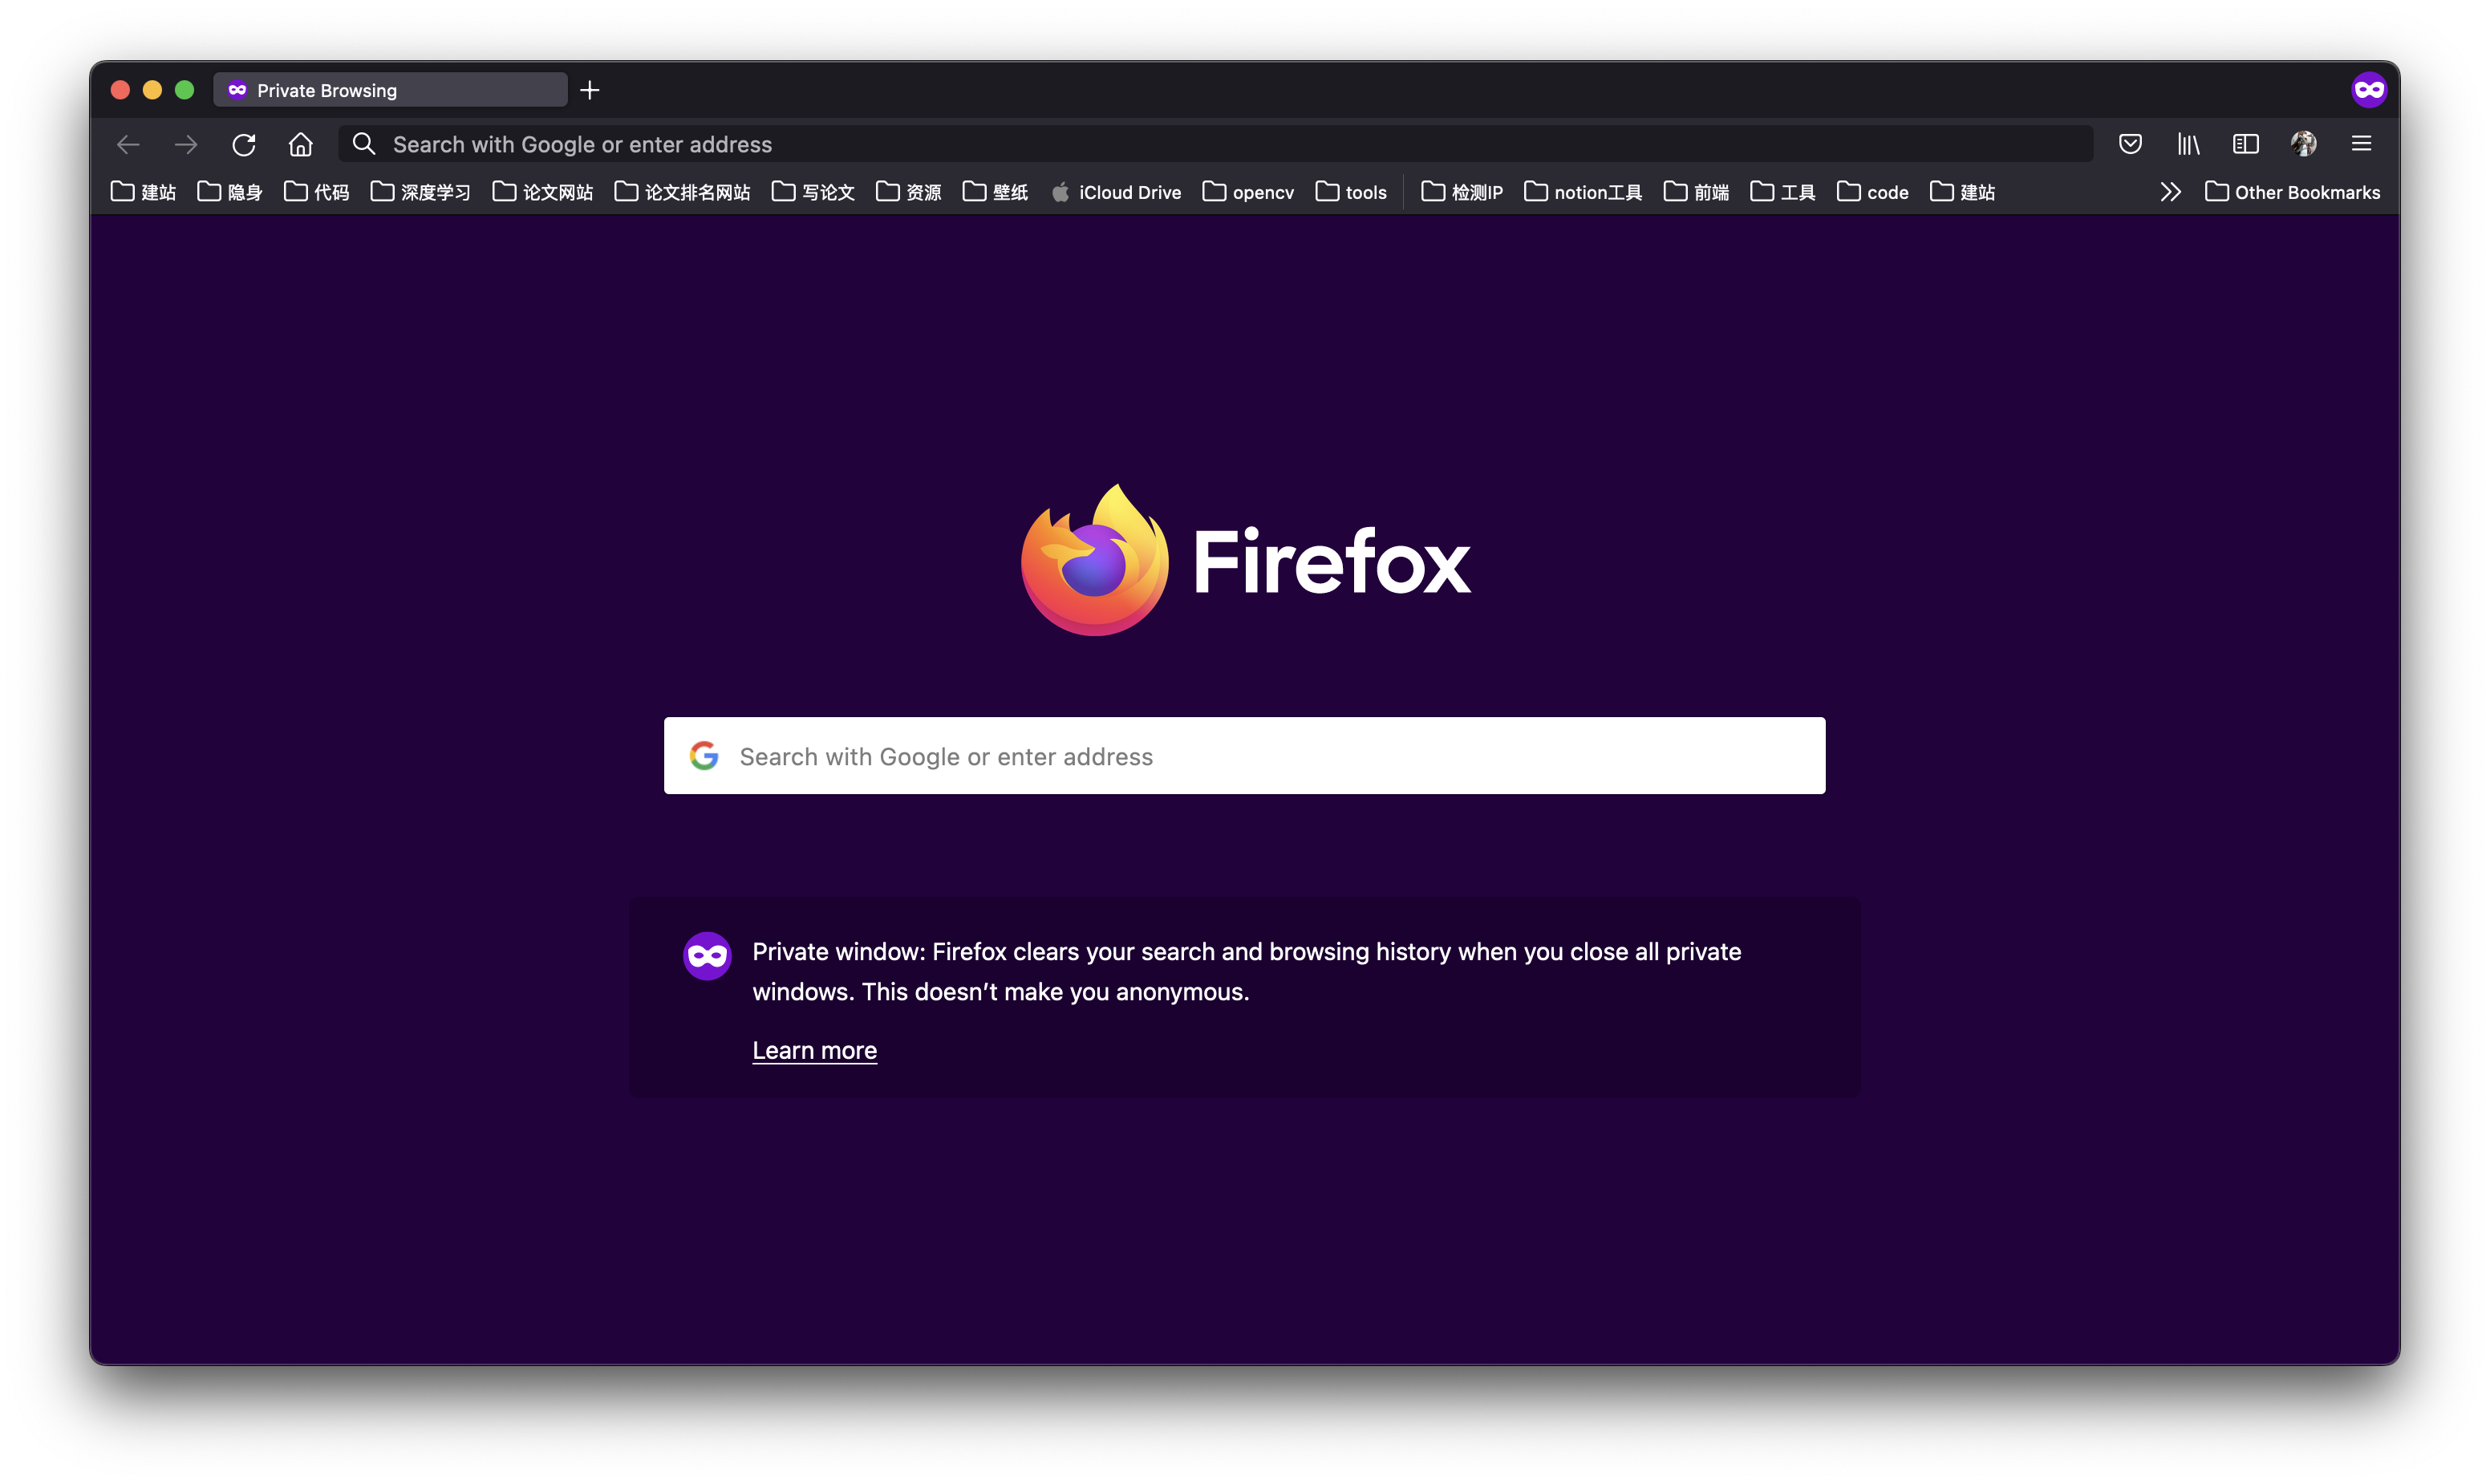 Private Browsing
Search with Google or enter address
建站 隐身 代码 深度学习 论文网站 论文排名网站 写论文 资源 壁纸 iCloud Drive opencv tools 检测IP notion工具 前端 工具 code 建站 Other Bookmarks
Firefox
Search with Google or enter address
Private window: Firefox clears your search and browsing history when you close all private
windows. This doesn’t make you anonymous.
Learn more